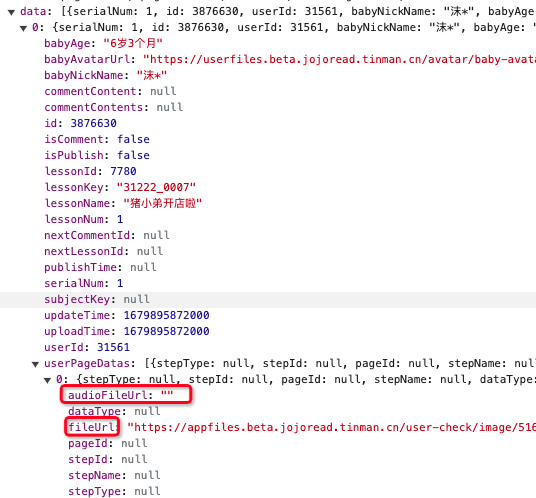 data: [{serialNum: 1, id: 3876630, userId: 31561, babyNickName: "沫*", babyAge
0: {serialNum: 1, id: 3876630, userId: 31561, babyNickName: "沫*", babyAge: "
babyAge: "6岁3个月"
babyAvatarUrl: "https://userfiles.beta.jojoread.tinman.cn/avatar/baby-avata
babyNickName: "沫*"
commentContent: null
commentContents: null
id: 3876630
isComment: false
isPublish: false
lessonId: 7780
lessonKey: "31222_0007"
lessonName: "猪小弟开店啦"
lessonNum: 1
nextCommentId: null
nextLessonId: null
publishTime: null
serialNum: 1
subjectKey: null
updateTime: 1679895872000
uploadTime: 1679895872000
userId: 31561
userPageDatas: [{stepType: null, stepId: null, pageId: null, stepName: null
0: {stepType: null, stepId: null, pageId: null, stepName: null, dataType:
audioFileUrl: ""
dataType: null
fileUrl: "https://appfiles.beta.jojoread.tinman.cn/user-check/image/516
pageId: null
stepId: null
stepName: null
stepType: null